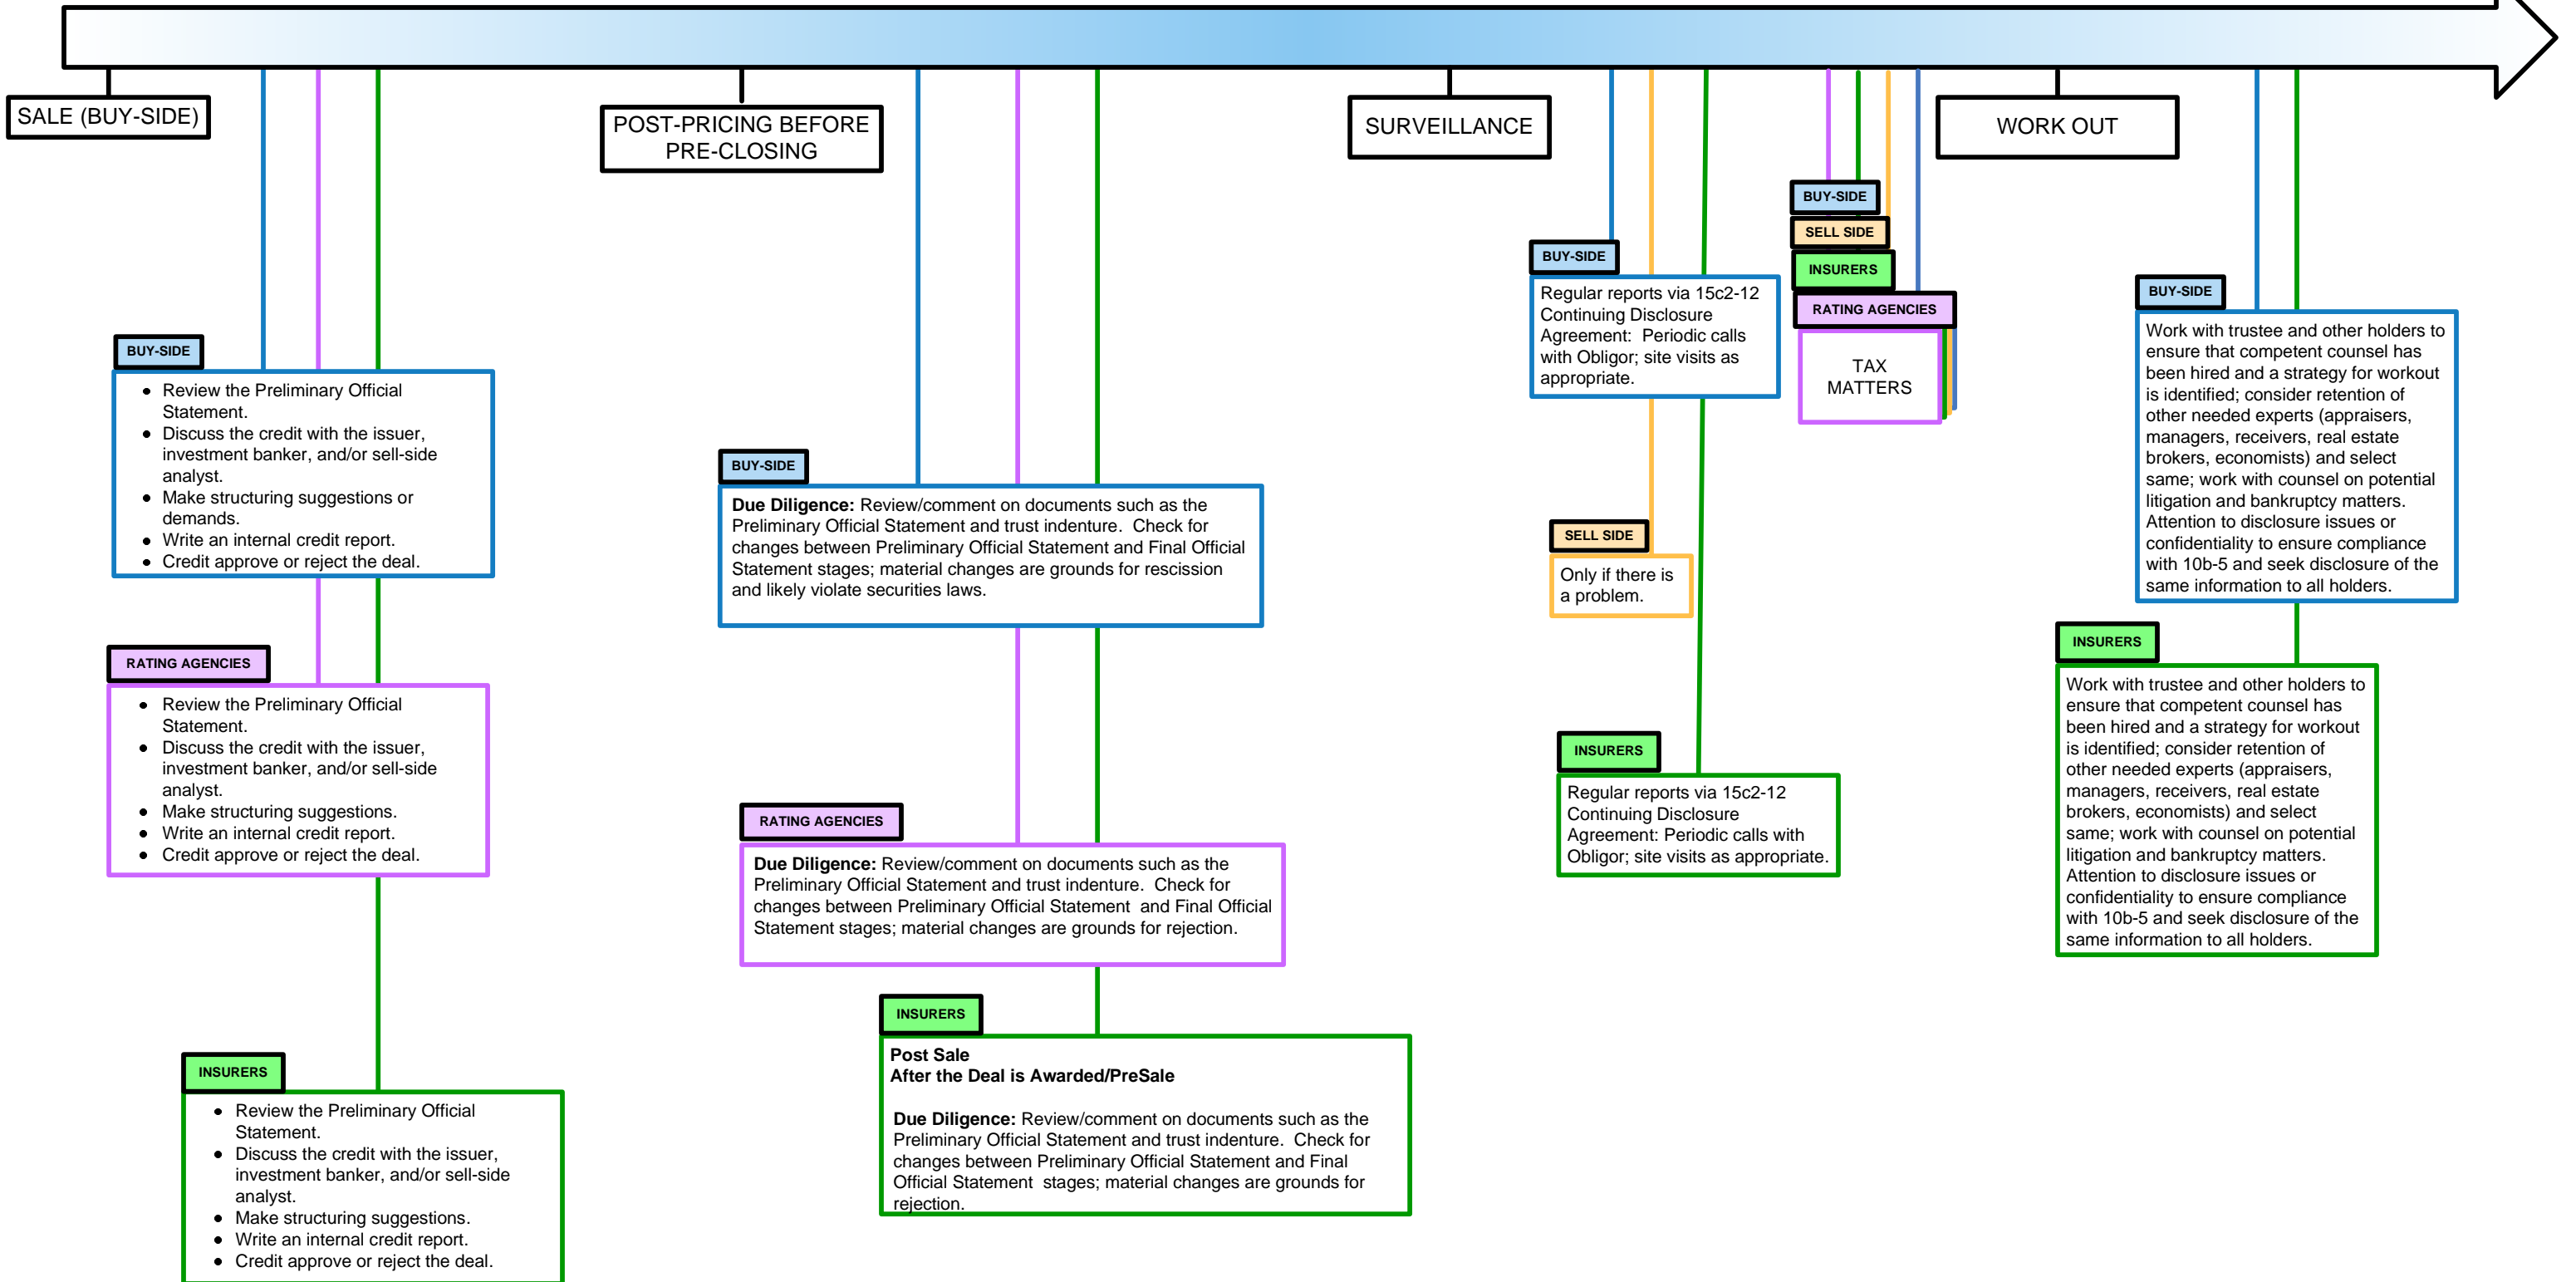 SALE (BUY-SIDE)
BUY-SIDE
• Review the Preliminary Official
Statement.
• Discuss the credit with the issuer,
investment banker, and/or sell-side
analyst.
• Make structuring suggestions or
demands.
• Write an internal credit report.
• Credit approve or reject the deal.
RATING AGENCIES
• Review the Preliminary Official
Statement.
• Discuss the credit with the issuer,
investment banker, and/or sell-side
analyst.
• Make structuring suggestions.
• Write an internal credit report.
• Credit approve or reject the deal.
INSURERS
• Review the Preliminary Official
Statement.
• Discuss the credit with the issuer,
investment banker, and/or sell-side
analyst.
• Make structuring suggestions.
• Write an internal credit report.
• Credit approve or reject the deal.
POST-PRICING BEFORE
PRE-CLOSING
BUY-SIDE
Due Diligence: Review/comment on documents such as the
Preliminary Official Statement and trust indenture.  Check for
changes between Preliminary Official Statement and Final Official
Statement stages; material changes are grounds for rescission
and likely violate securities laws.
RATING AGENCIES
Due Diligence: Review/comment on documents such as the
Preliminary Official Statement and trust indenture.  Check for
changes between Preliminary Official Statement  and Final Official
Statement stages; material changes are grounds for rejection.
INSURERS
Post Sale
After the Deal is Awarded/PreSale
Due Diligence: Review/comment on documents such as the
Preliminary Official Statement and trust indenture.  Check for
changes between Preliminary Official Statement and Final
Official Statement  stages; material changes are grounds for
rejection.
SURVEILLANCE
BUY-SIDE
Regular reports via 15c2-12
Continuing Disclosure
Agreement:  Periodic calls
with Obligor; site visits as
appropriate.
SELL SIDE
Only if there is
a problem.
INSURERS
Regular reports via 15c2-12
Continuing Disclosure
Agreement: Periodic calls with
Obligor; site visits as appropriate.
BUY-SIDE
SELL SIDE
INSURERS
RATING AGENCIES
TAX
MATTERS
WORK OUT
BUY-SIDE
Work with trustee and other holders to
ensure that competent counsel has
been hired and a strategy for workout
is identified; consider retention of
other needed experts (appraisers,
managers, receivers, real estate
brokers, economists) and select
same; work with counsel on potential
litigation and bankruptcy matters.
Attention to disclosure issues or
confidentiality to ensure compliance
with 10b-5 and seek disclosure of the
same information to all holders.
INSURERS
Work with trustee and other holders to
ensure that competent counsel has
been hired and a strategy for workout
is identified; consider retention of
other needed experts (appraisers,
managers, receivers, real estate
brokers, economists) and select
same; work with counsel on potential
litigation and bankruptcy matters.
Attention to disclosure issues or
confidentiality to ensure compliance
with 10b-5 and seek disclosure of the
same information to all holders.